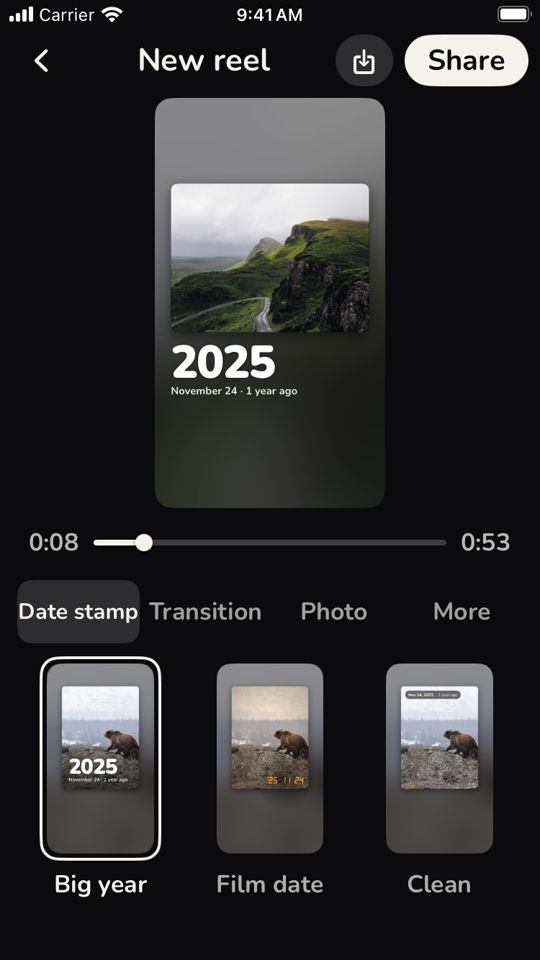 Carrier
9:41 AM
New reel
Share
2025
November 24 · 1 year ago
0:08
0:53
Date stamp
Transition
Photo
More
2025
November 24 · 1 year ago
25 11 24
Nov 24, 2025 1 year ago
Big year
Film date
Clean